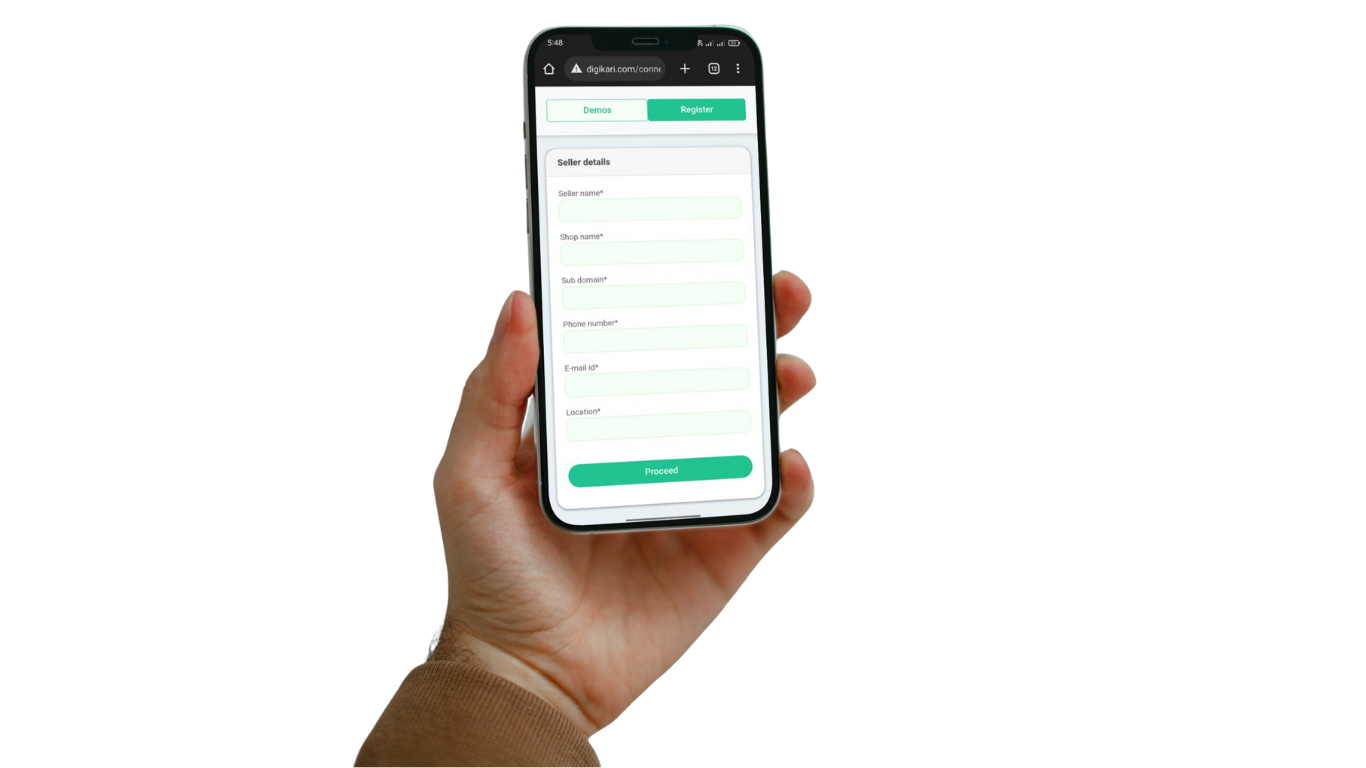 5:48
digikari.com/conne
12
Demos
Register
Seller details
Seller name*
Shop name*
Sub domain*
Phone number*
E-mail id*
Location*
Proceed